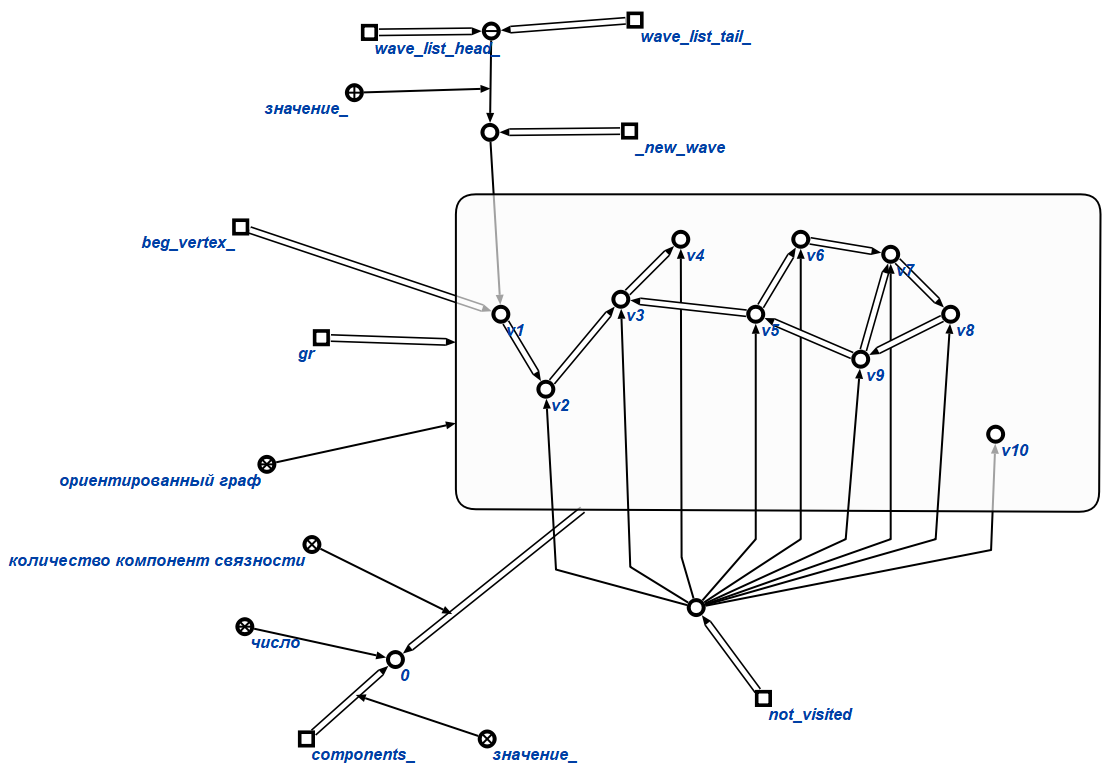 wave_list_head_
wave_list_tail_
значение_
_new_wave
beg_vertex_
v4
v6
v7
v1
v3
v5
v8
gr
v9
v2
v10
ориентированный граф
количество компонент связности
число
0
not_visited
components_
значение_